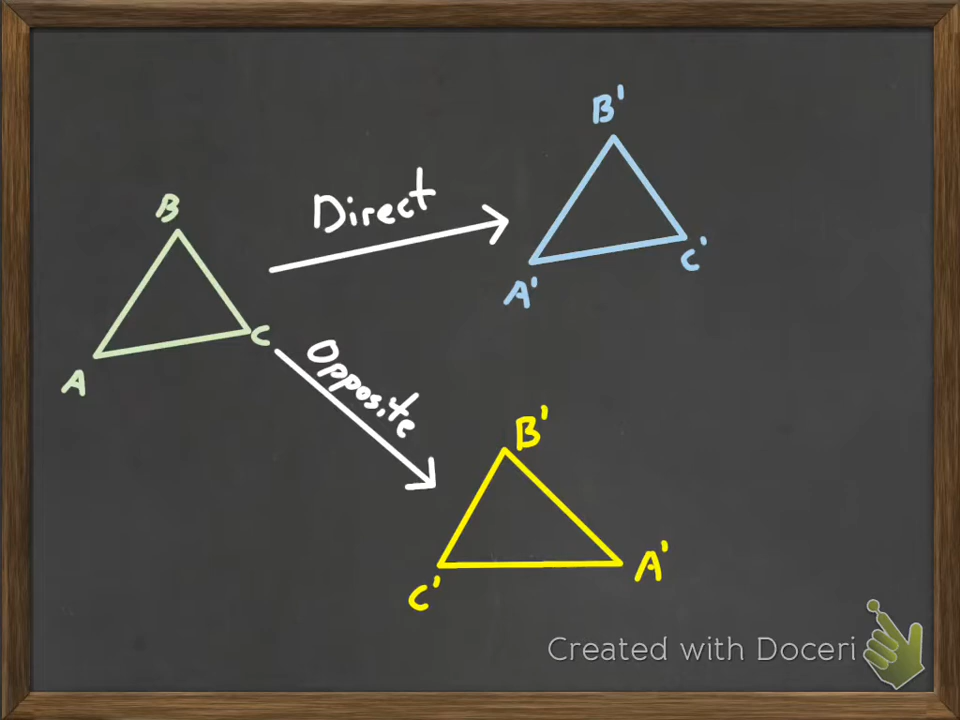 B'
Direct
B
C'
A'
C
Opposite
A
B'
A'
C'
Created with Doceri